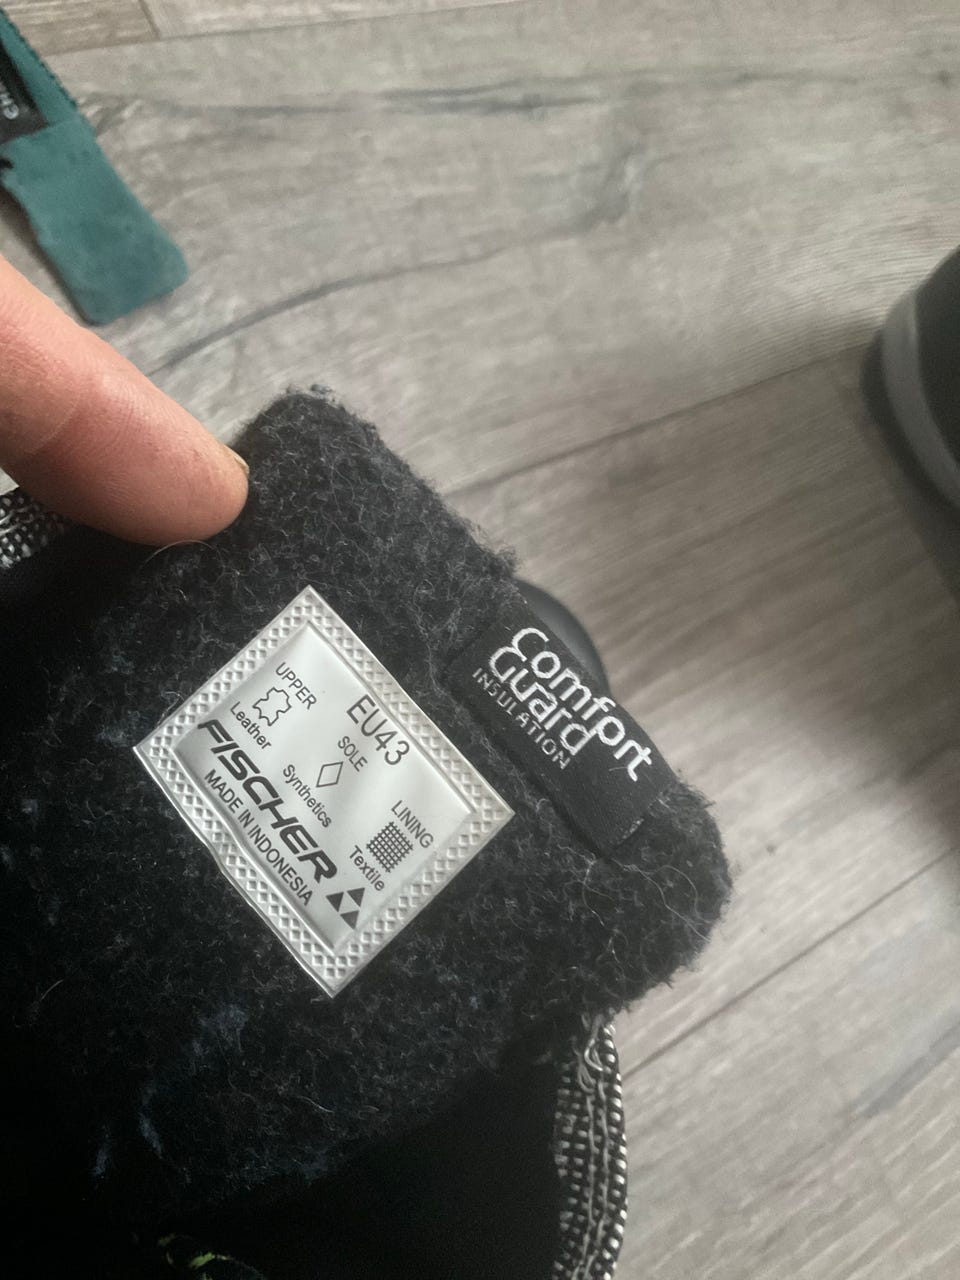 Comfort
Guard
INSULATION
EU43
UPPER
SOLE
LINING
Leather
Synthetics
Textile
FISCHER
MADE IN INDONESIA